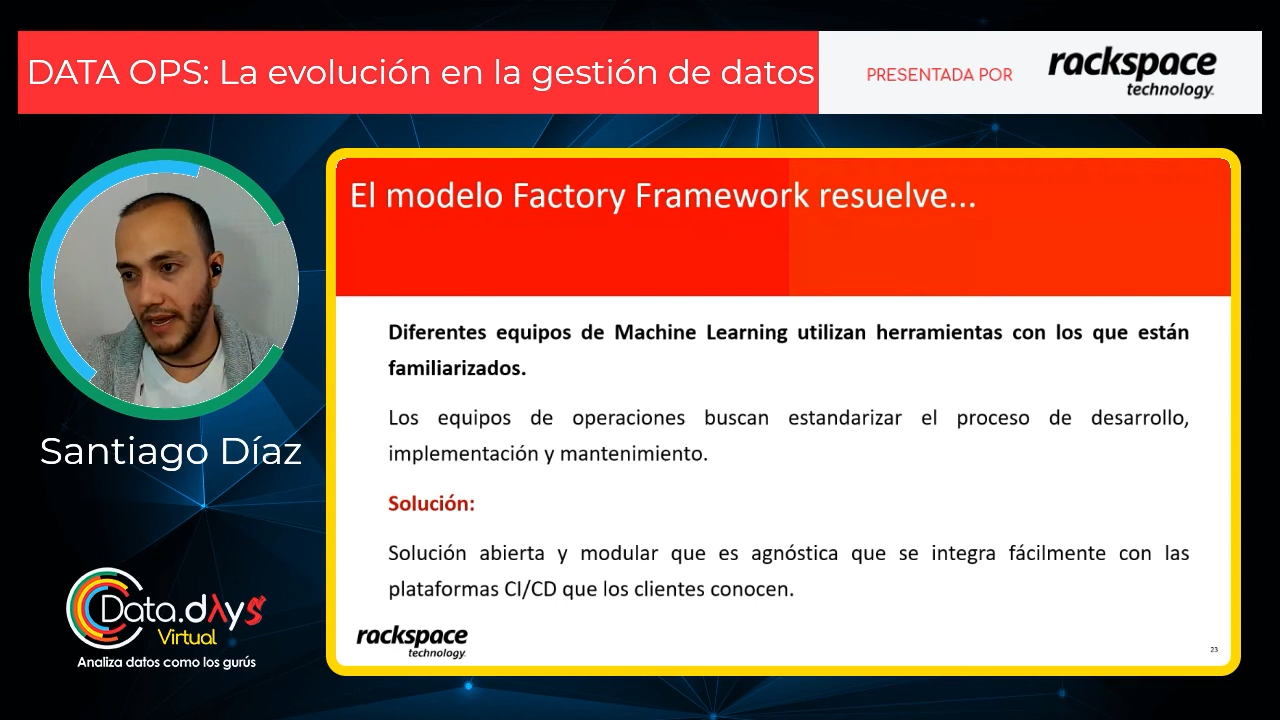 DATA OPS: La evolución en la gestión de datos
PRESENTADA POR
rackspace
technology.
El modelo Factory Framework resuelve...
Diferentes equipos de Machine Learning utilizan herramientas con los que están
familiarizados.
Los equipos de operaciones buscan estandarizar el proceso de desarrollo,
implementación y mantenimiento.
Solución:
Solución abierta y modular que es agnóstica que se integra fácilmente con las
plataformas CI/CD que los clientes conocen.
rackspace
technology.
23
Santiago Díaz
Data.dAys
Virtual
Analiza datos como los gurús